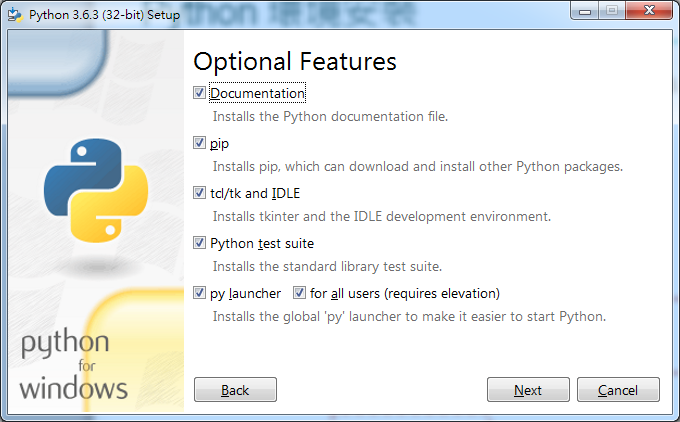 Python 環境安裝
Python 3.6.3 (32-bit) Setup
Optional Features
Documentation
Installs the Python documentation file.
pip
Installs pip, which can download and install other Python packages.
tcl/tk and IDLE
Installs tkinter and the IDLE development environment.
Python test suite
Installs the standard library test suite.
py launcher for all users (requires elevation)
Installs the global 'py' launcher to make it easier to start Python.
python
for
windows
Back Next Cancel